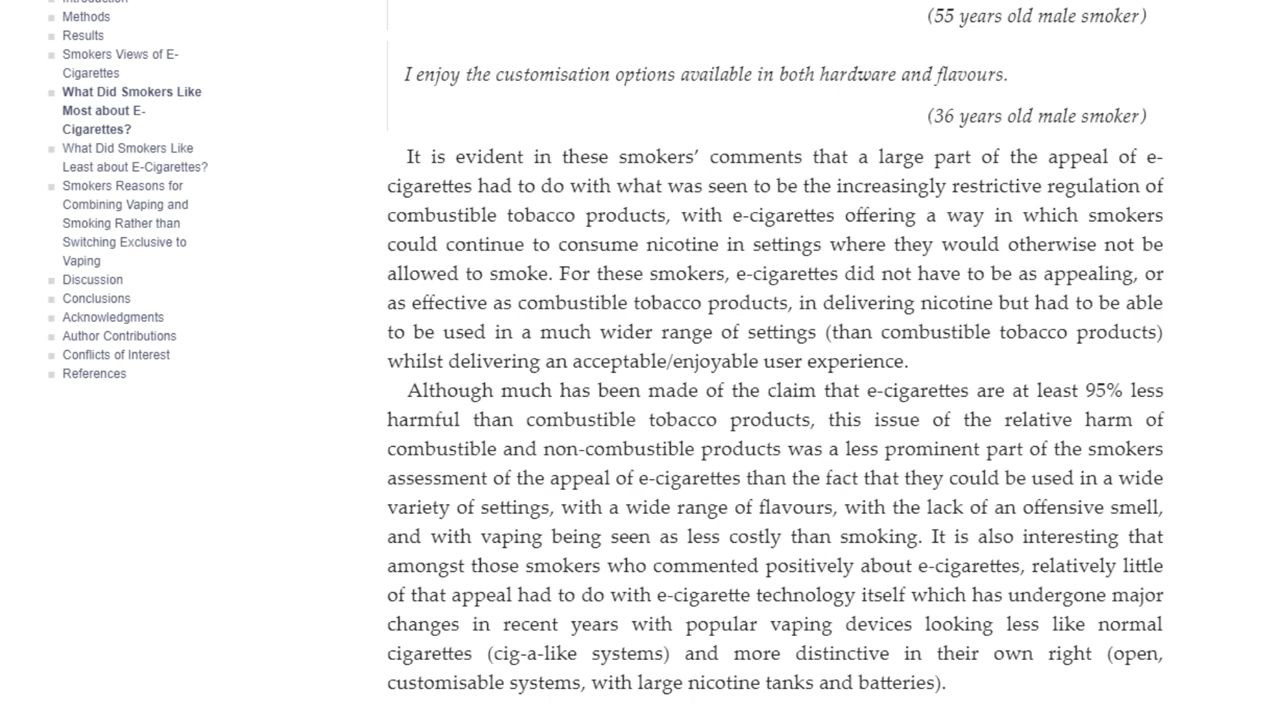 Methods
Results
Smokers Views of E-
Cigarettes
What Did Smokers Like
Most about E-
Cigarettes?
What Did Smokers Like
Least about E-Cigarettes?
Smokers Reasons for
Combining Vaping and
Smoking Rather than
Switching Exclusive to
Vaping
Discussion
Conclusions
Acknowledgments
Author Contributions
Conflicts of Interest
References
(55 years old male smoker)
I enjoy the customisation options available in both hardware and flavours.
(36 years old male smoker)
It is evident in these smokers’ comments that a large part of the appeal of e-
cigarettes had to do with what was seen to be the increasingly restrictive regulation of
combustible tobacco products, with e-cigarettes offering a way in which smokers
could continue to consume nicotine in settings where they would otherwise not be
allowed to smoke. For these smokers, e-cigarettes did not have to be as appealing, or
as effective as combustible tobacco products, in delivering nicotine but had to be able
to be used in a much wider range of settings (than combustible tobacco products)
whilst delivering an acceptable/enjoyable user experience.
Although much has been made of the claim that e-cigarettes are at least 95% less
harmful than combustible tobacco products, this issue of the relative harm of
combustible and non-combustible products was a less prominent part of the smokers
assessment of the appeal of e-cigarettes than the fact that they could be used in a wide
variety of settings, with a wide range of flavours, with the lack of an offensive smell,
and with vaping being seen as less costly than smoking. It is also interesting that
amongst those smokers who commented positively about e-cigarettes, relatively little
of that appeal had to do with e-cigarette technology itself which has undergone major
changes in recent years with popular vaping devices looking less like normal
cigarettes (cig-a-like systems) and more distinctive in their own right (open,
customisable systems, with large nicotine tanks and batteries).